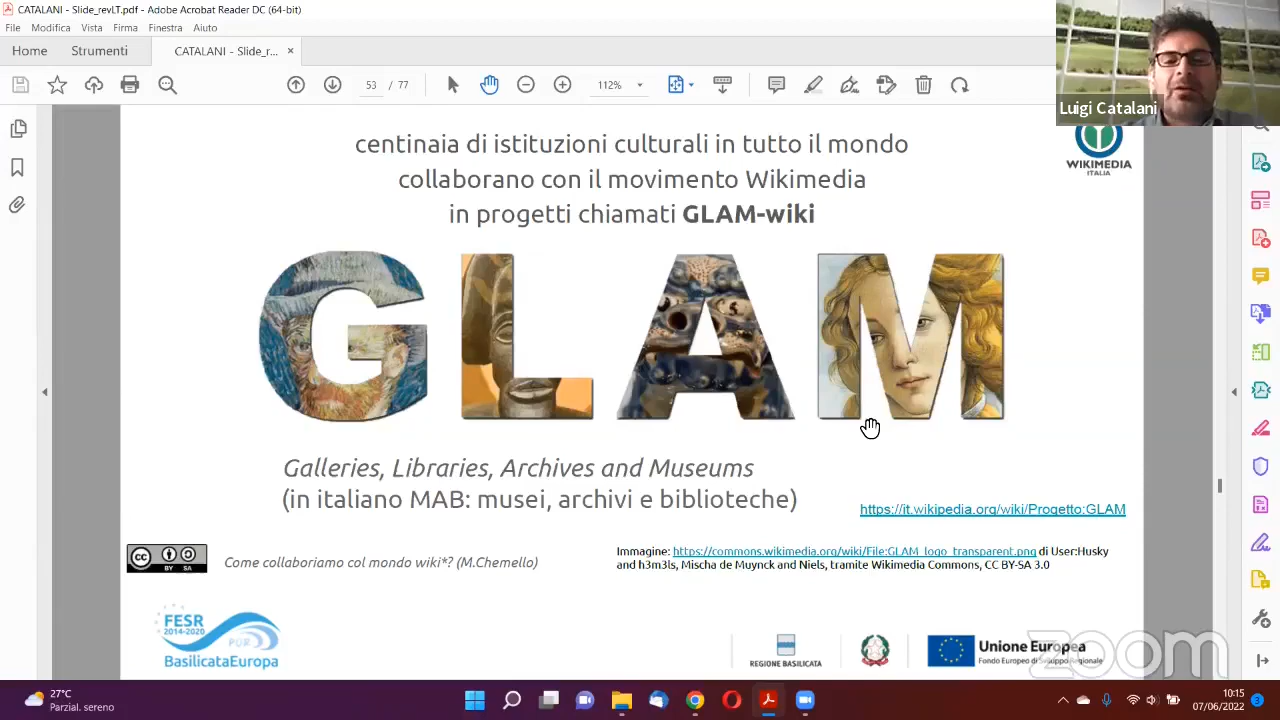 CATALANI - Slide_revLT.pdf - Adobe Acrobat Reader DC (64-bit)
File Modifica Vista Firma Finestra Aiuto
Home Strumenti CATALANI - Slide_r... ×
53 / 77 112%
Luigi Catalani
WIKIMEDIA
ITALIA
centinaia di istituzioni culturali in tutto il mondo
collaborano con il movimento Wikimedia
in progetti chiamati GLAM-wiki
GLAM
Galleries, Libraries, Archives and Museums
(in italiano MAB: musei, archivi e biblioteche)
https://it.wikipedia.org/wiki/Progetto:GLAM
cc BY SA
Come collaboriamo col mondo wiki*? (M.Chemello)
Immagine: https://commons.wikimedia.org/wiki/File:GLAM_logo_transparent.png di User:Husky
and h3m3ls, Mischa de Muynck and Niels, tramite Wikimedia Commons, CC BY-SA 3.0
FESR
2014-2020
PO
BasilicataEuropa
REGIONE BASILICATA
Unione Europea
Fondo Europeo di Sviluppo Regionale
zoom
27°C
Parzial. sereno
10:15
07/06/2022
3